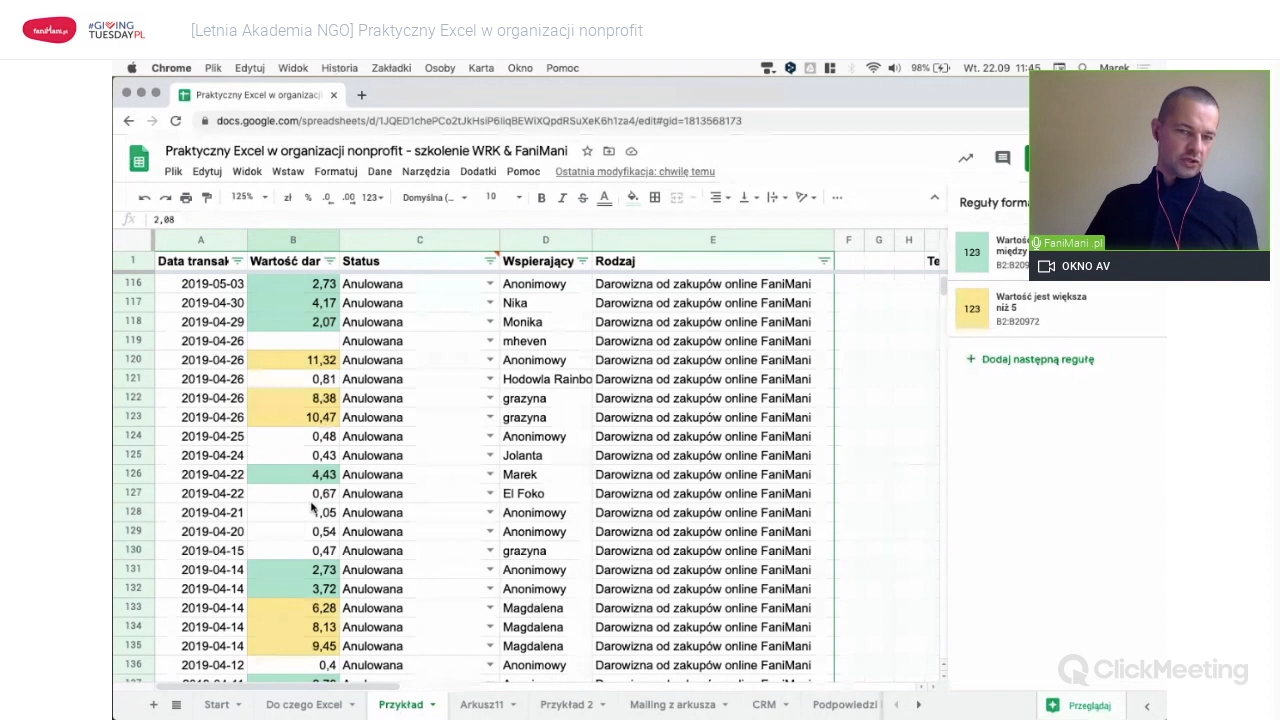 faniMani.pl
#GIVING
TUESDAYPL
[Letnia Akademia NGO] Praktyczny Excel w organizacji nonprofit
Chrome Plik Edytuj Widok Historia Zakładki Osoby Karta Okno Pomoc 98% Wt. 22.09 11:45 Marek
Praktyczny Excel w organizacj
docs.google.com/spreadsheets/d/1JQED1chePCo2tJkHsiP6IiqBEWiXQpdRSuXeK6h1za4/edit#gid=1813568173
Praktyczny Excel w organizacji nonprofit - szkolenie WRK & FaniMani
Plik Edytuj Widok Wstaw Formatuj Dane Narzędzia Dodatki Pomoc Ostatnia modyfikacja: chwilę temu
125% zł % .0 .00 123 Domyślna (... 10 B I S A
Reguły forma
fx 2,08
A B C D E F G H
1 Data transak Wartość dar Status Wspierający Rodzaj Te
116 2019-05-03 2,73 Anulowana Anonimowy Darowizna od zakupów online FaniMani
117 2019-04-30 4,17 Anulowana Nika Darowizna od zakupów online FaniMani
118 2019-04-29 2,07 Anulowana Monika Darowizna od zakupów online FaniMani
119 2019-04-26 Anulowana mheven Darowizna od zakupów online FaniMani
120 2019-04-26 11,32 Anulowana Anonimowy Darowizna od zakupów online FaniMani
121 2019-04-26 0,81 Anulowana Hodowla Rainbo Darowizna od zakupów online FaniMani
122 2019-04-26 8,38 Anulowana grazyna Darowizna od zakupów online FaniMani
123 2019-04-26 10,47 Anulowana grazyna Darowizna od zakupów online FaniMani
124 2019-04-25 0,48 Anulowana Anonimowy Darowizna od zakupów online FaniMani
125 2019-04-24 0,43 Anulowana Jolanta Darowizna od zakupów online FaniMani
126 2019-04-22 4,43 Anulowana Marek Darowizna od zakupów online FaniMani
127 2019-04-22 0,67 Anulowana El Foko Darowizna od zakupów online FaniMani
128 2019-04-21 ,05 Anulowana Anonimowy Darowizna od zakupów online FaniMani
129 2019-04-20 0,54 Anulowana Anonimowy Darowizna od zakupów online FaniMani
130 2019-04-15 0,47 Anulowana grazyna Darowizna od zakupów online FaniMani
131 2019-04-14 2,73 Anulowana Anonimowy Darowizna od zakupów online FaniMani
132 2019-04-14 3,72 Anulowana Anonimowy Darowizna od zakupów online FaniMani
133 2019-04-14 6,28 Anulowana Magdalena Darowizna od zakupów online FaniMani
134 2019-04-14 8,13 Anulowana Magdalena Darowizna od zakupów online FaniMani
135 2019-04-14 9,45 Anulowana Magdalena Darowizna od zakupów online FaniMani
136 2019-04-12 0,4 Anulowana Anonimowy Darowizna od zakupów online FaniMani
Start Do czego Excel Przykład Arkusz11 Przykład 2 Mailing z arkusza CRM Podpowiedzi
Przeglądaj
FaniMani .pl
OKNO AV
123
Wartoś
między
B2:B209
123
Wartość jest większa
niż 5
B2:B20972
+ Dodaj następną regułę
ClickMeeting